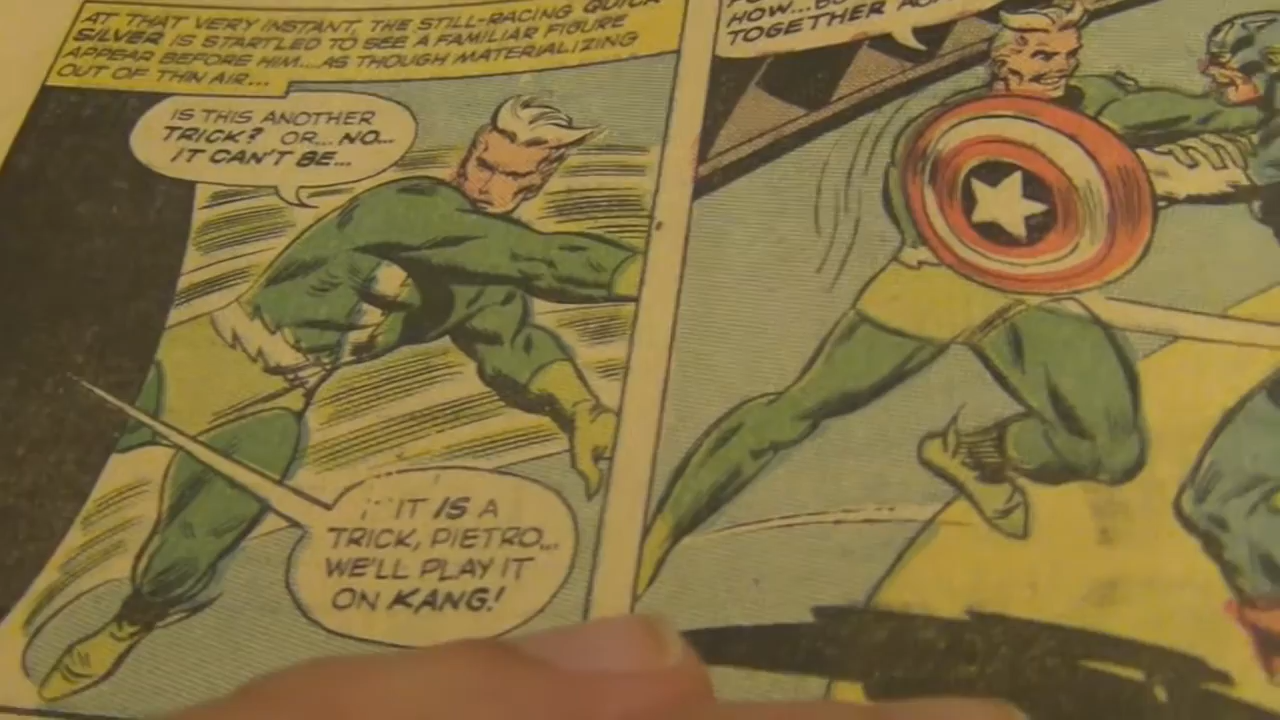 AT THAT VERY INSTANT, THE STILL-RACING QUICK
SILVER IS STARTLED TO SEE A FAMILIAR FIGURE
APPEAR BEFORE HIM...AS THOUGH MATERIALIZING
OUT OF THIN AIR...
IS THIS ANOTHER
TRICK? OR... NO...
IT CAN'T BE...
IT IS A
TRICK, PIETRO...
WE'LL PLAY IT
ON KANG!
HOW...
TOGETHER